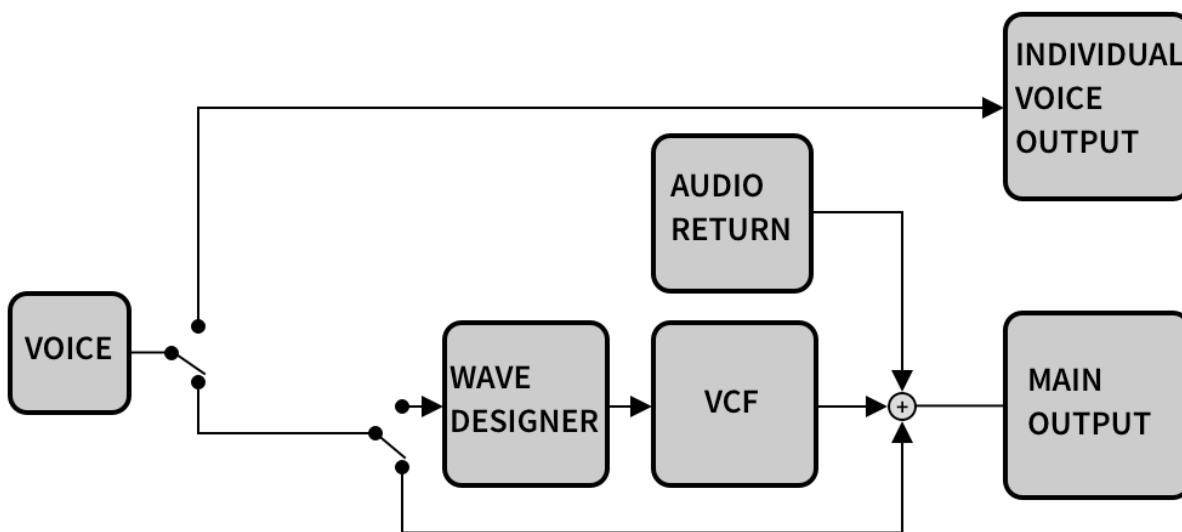 INDIVIDUAL
VOICE
OUTPUT
AUDIO
RETURN
VOICE
WAVE
DESIGNER
VCF
+
MAIN
OUTPUT